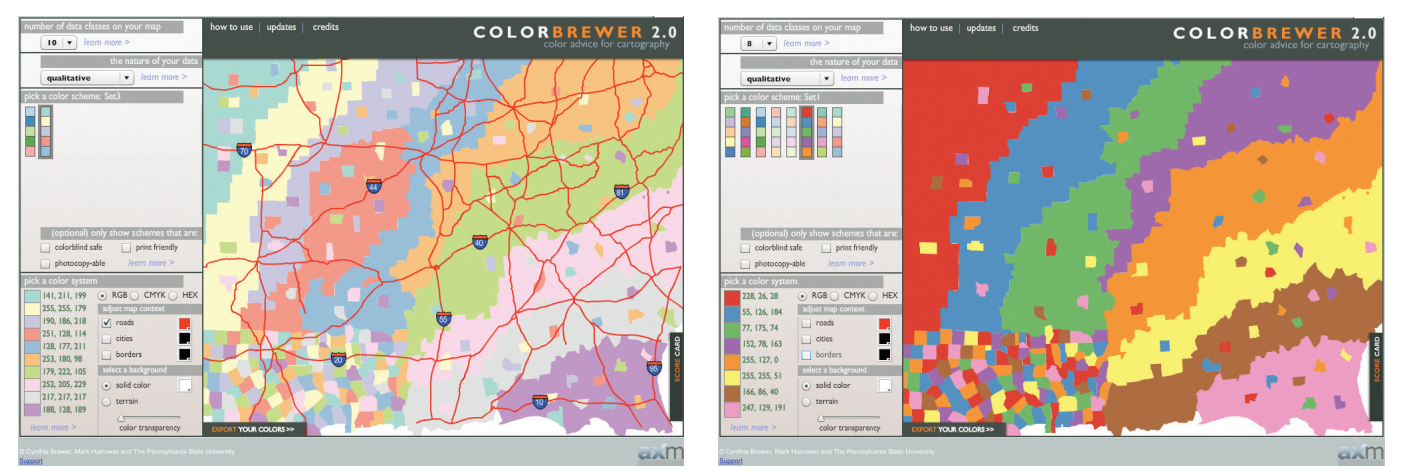 number of data classes on your map
10
learn more >
how to use | updates | credits
COLORBREWER 2.0
color advice for cartography
the nature of your data
qualitative
learn more >
pick a color scheme: Set3
(optional) only show schemes that are:
colorblind safe
print friendly
photocopy-able
learn more >
pick a color system
141, 211, 199
255, 255, 179
190, 186, 218
251, 128, 114
128, 177, 211
253, 180, 98
179, 222, 105
252, 205, 229
217, 217, 217
188, 128, 189
RGB
CMYK
HEX
adjust map context
roads
cities
borders
select a background
solid color
terrain
color transparency
learn more >
70
44
81
40
55
20
95
10
SCORE CARD
EXPORT YOUR COLORS >>
© Cynthia Brewer, Mark Harrower and The Pennsylvania State University
Support
axm
number of data classes on your map
8
learn more >
how to use | updates | credits
COLORBREWER 2.0
color advice for cartography
the nature of your data
qualitative
learn more >
pick a color scheme: Set1
(optional) only show schemes that are:
colorblind safe
print friendly
photocopy-able
learn more >
pick a color system
228, 26, 28
55, 126, 184
77, 175, 74
152, 78, 163
255, 127, 0
255, 255, 51
166, 86, 40
247, 129, 191
RGB
CMYK
HEX
adjust map context
roads
cities
borders
select a background
solid color
terrain
color transparency
learn more >
SCORE CARD
EXPORT YOUR COLORS >>
© Cynthia Brewer, Mark Harrower and The Pennsylvania State University
Support
axm